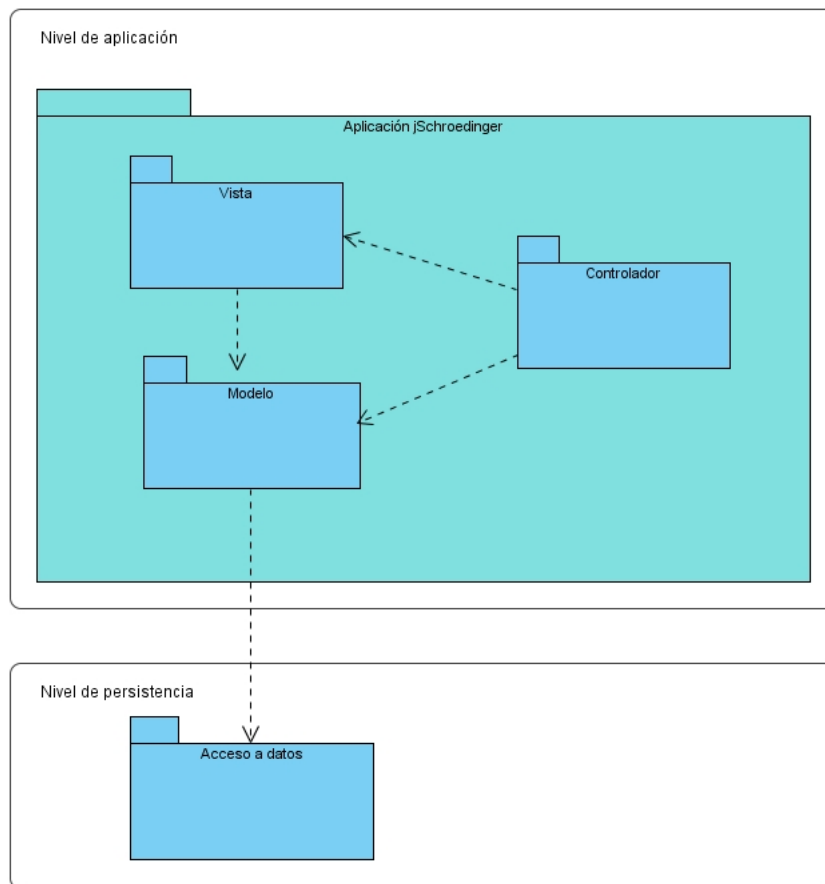 Nivel de aplicación
Aplicación jSchroedinger
Vista
Controlador
Modelo
Nivel de persistencia
Acceso a datos